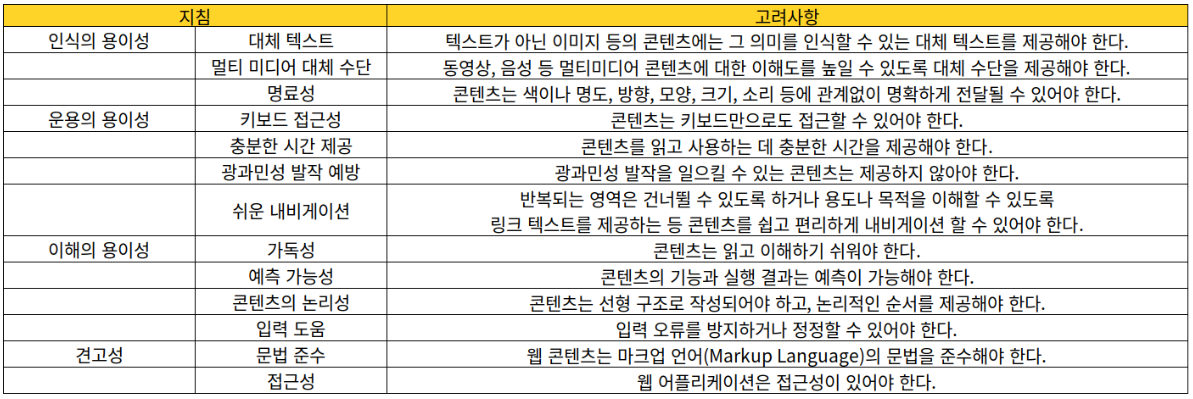 지침 고려사항
인식의 용이성 대체 텍스트 텍스트가 아닌 이미지 등의 콘텐츠에는 그 의미를 인식할 수 있는 대체 텍스트를 제공해야 한다.
멀티 미디어 대체 수단 동영상, 음성 등 멀티미디어 콘텐츠에 대한 이해도를 높일 수 있도록 대체 수단을 제공해야 한다.
명료성 콘텐츠는 색이나 명도, 방향, 모양, 크기, 소리 등에 관계없이 명확하게 전달될 수 있어야 한다.
운용의 용이성 키보드 접근성 콘텐츠는 키보드만으로도 접근할 수 있어야 한다.
충분한 시간 제공 콘텐츠를 읽고 사용하는 데 충분한 시간을 제공해야 한다.
광과민성 발작 예방 광과민성 발작을 일으킬 수 있는 콘텐츠는 제공하지 않아야 한다.
쉬운 내비게이션 반복되는 영역은 건너뛸 수 있도록 하거나 용도나 목적을 이해할 수 있도록
링크 텍스트를 제공하는 등 콘텐츠를 쉽고 편리하게 내비게이션 할 수 있어야 한다.
이해의 용이성 가독성 콘텐츠는 읽고 이해하기 쉬워야 한다.
예측 가능성 콘텐츠의 기능과 실행 결과는 예측이 가능해야 한다.
콘텐츠의 논리성 콘텐츠는 선형 구조로 작성되어야 하고, 논리적인 순서를 제공해야 한다.
입력 도움 입력 오류를 방지하거나 정정할 수 있어야 한다.
견고성 문법 준수 웹 콘텐츠는 마크업 언어(Markup Language)의 문법을 준수해야 한다.
접근성 웹 어플리케이션은 접근성이 있어야 한다.